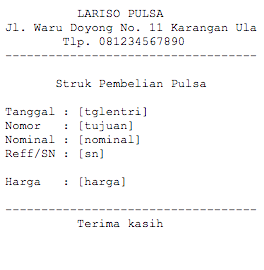 LARISO PULSA
Jl. Waru Doyong No. 11 Karangan Ula
Tlp. 081234567890
-----------------------------------
Struk Pembelian Pulsa
Tanggal : [tglentri]
Nomor : [tujuan]
Nominal : [nominal]
Reff/SN : [sn]
Harga : [harga]
-----------------------------------
Terima kasih